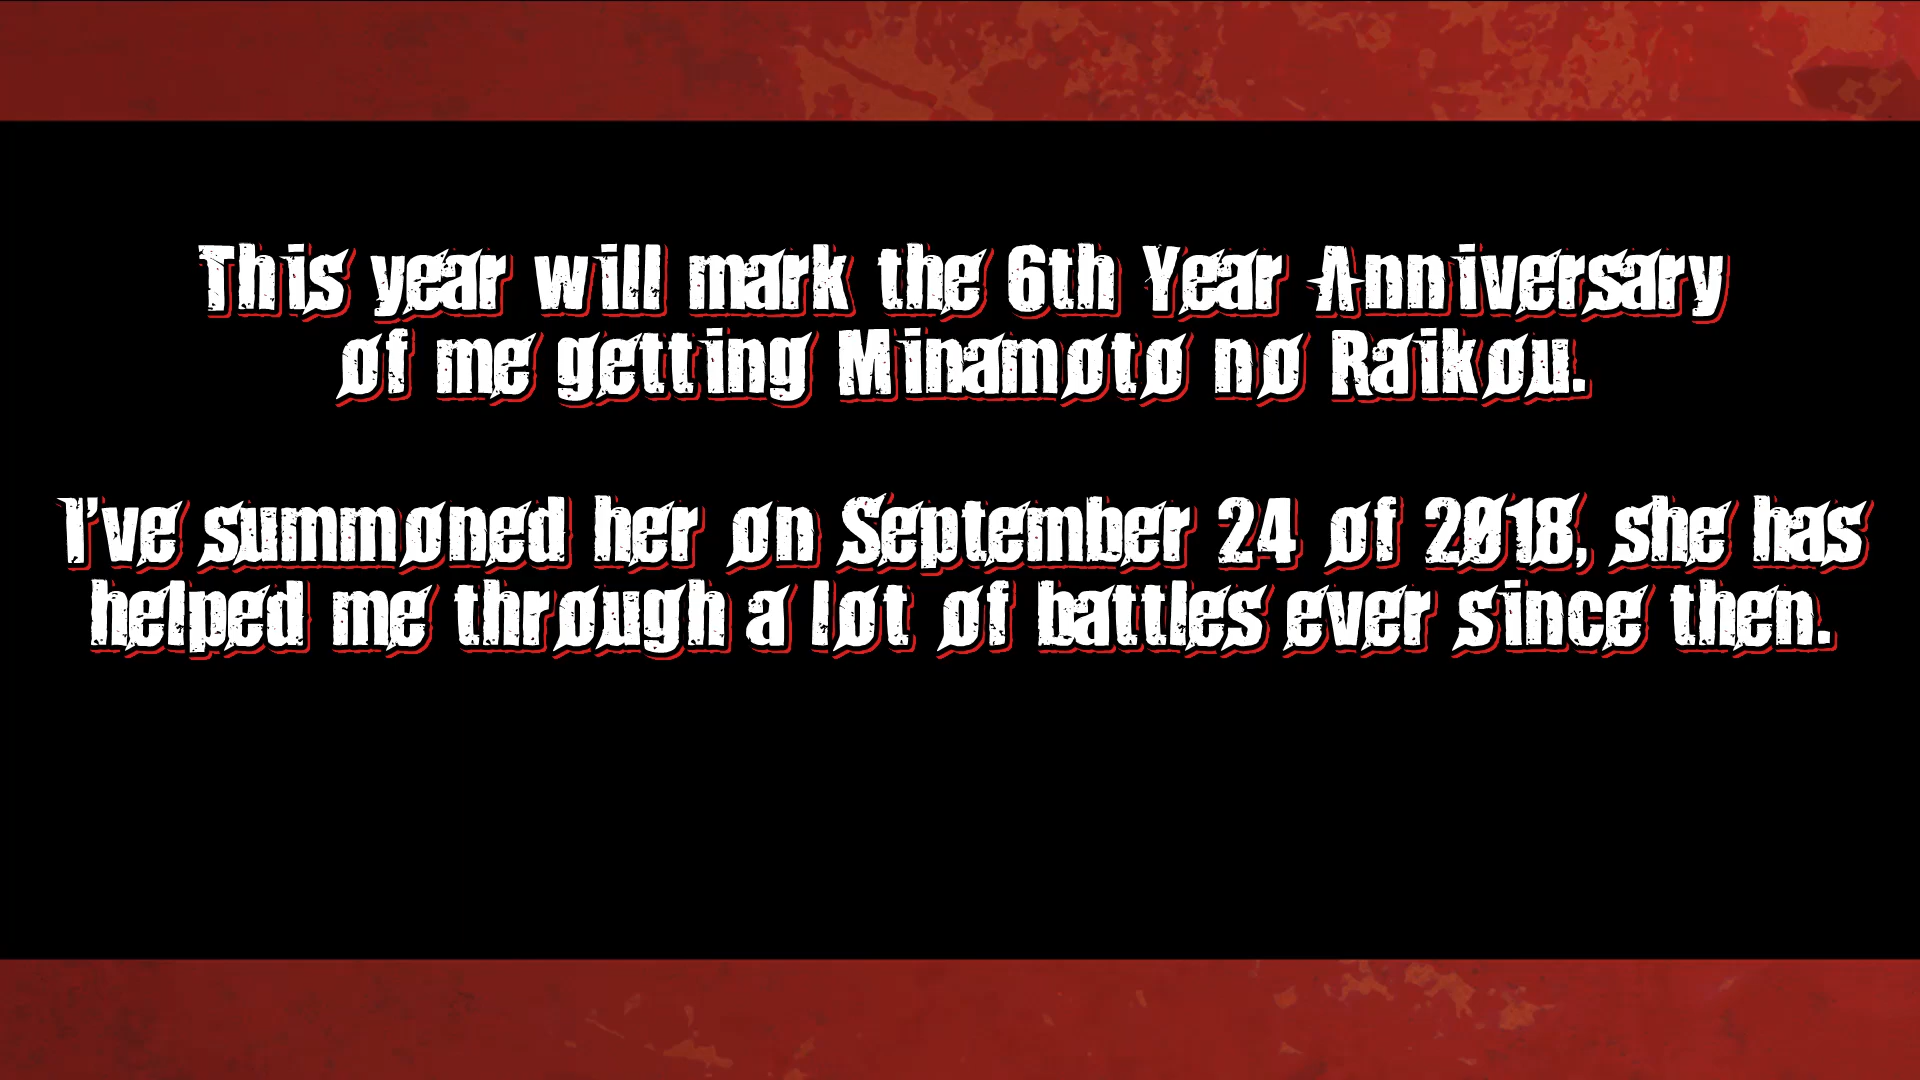 This year will mark the 6th Year Anniversary
of me getting Minamoto no Raikou.
I've summoned her on September 24 of 2018, she has
helped me through a lot of battles ever since then.